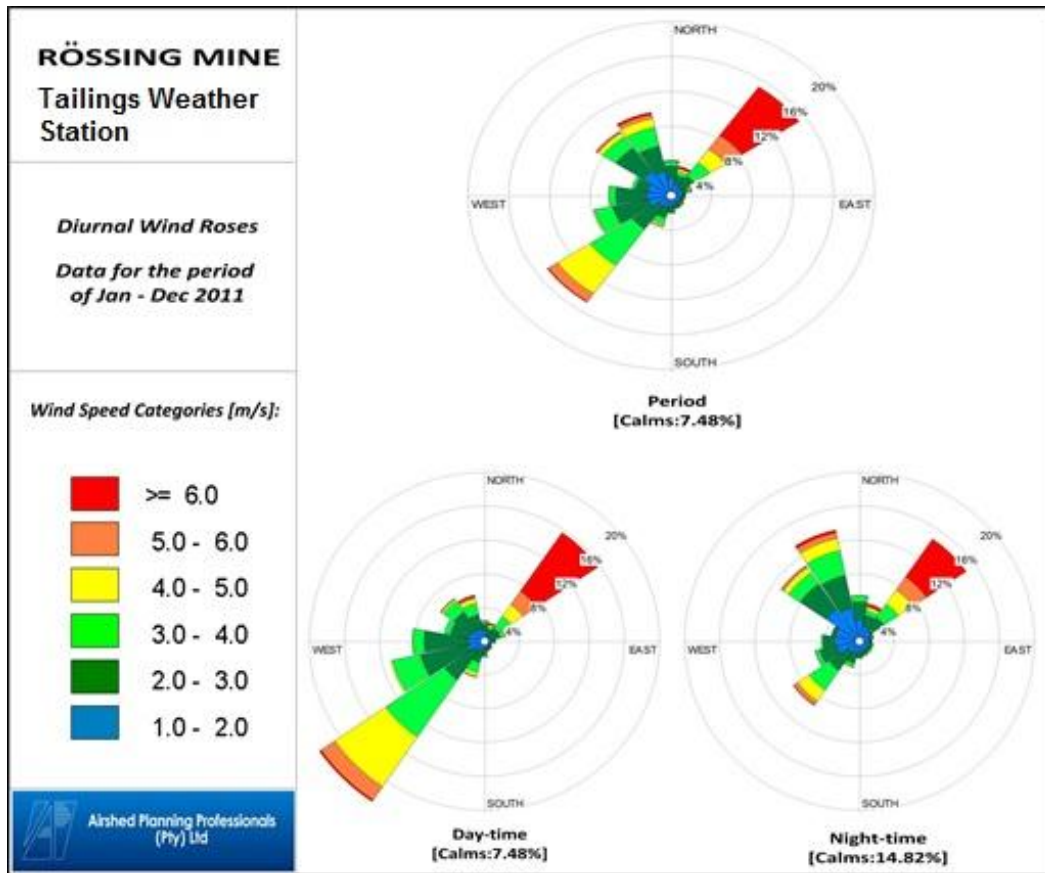 RÖSSING MINE
Tailings Weather
Station
Diurnal Wind Roses
Data for the period
of Jan - Dec 2011
Wind Speed Categories [m/s]:
>= 6.0
5.0 - 6.0
4.0 - 5.0
3.0 - 4.0
2.0 - 3.0
1.0 - 2.0
Airshed Planning Professionals
(Pty) Ltd
NORTH
20%
16%
12%
8%
4%
WEST
EAST
SOUTH
Period
[Calms:7.48%]
NORTH
20%
16%
12%
8%
4%
WEST
EAST
SOUTH
Day-time
[Calms:7.48%]
NORTH
20%
16%
12%
8%
4%
WEST
EAST
SOUTH
Night-time
[Calms:14.82%]